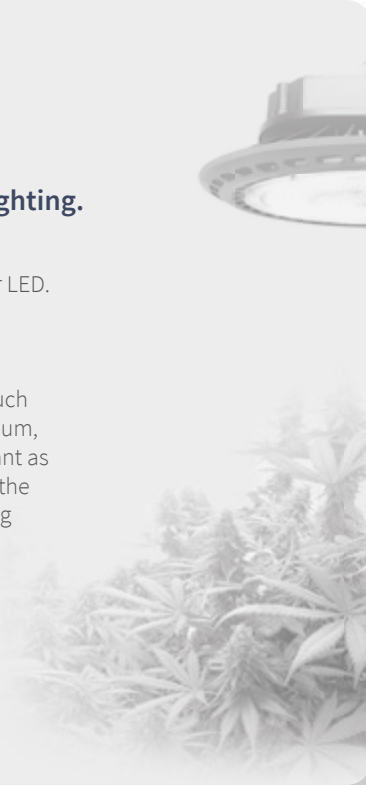 ghting.
r LED.
uch
um,
nt as
the
g